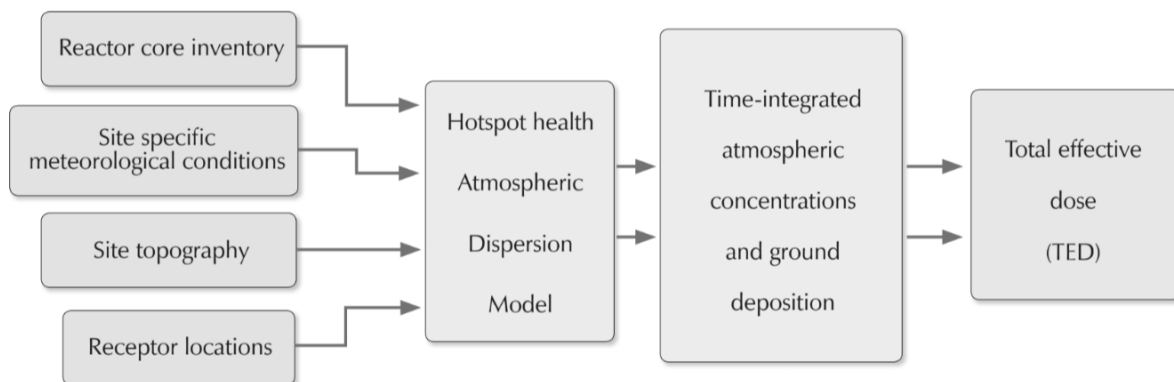 Reactor core inventory
Site specific
meteorological conditions
Site topography
Receptor locations
Hotspot health
Atmospheric
Dispersion
Model
Time-integrated
atmospheric
concentrations
and ground
deposition
Total effective
dose
(TED)